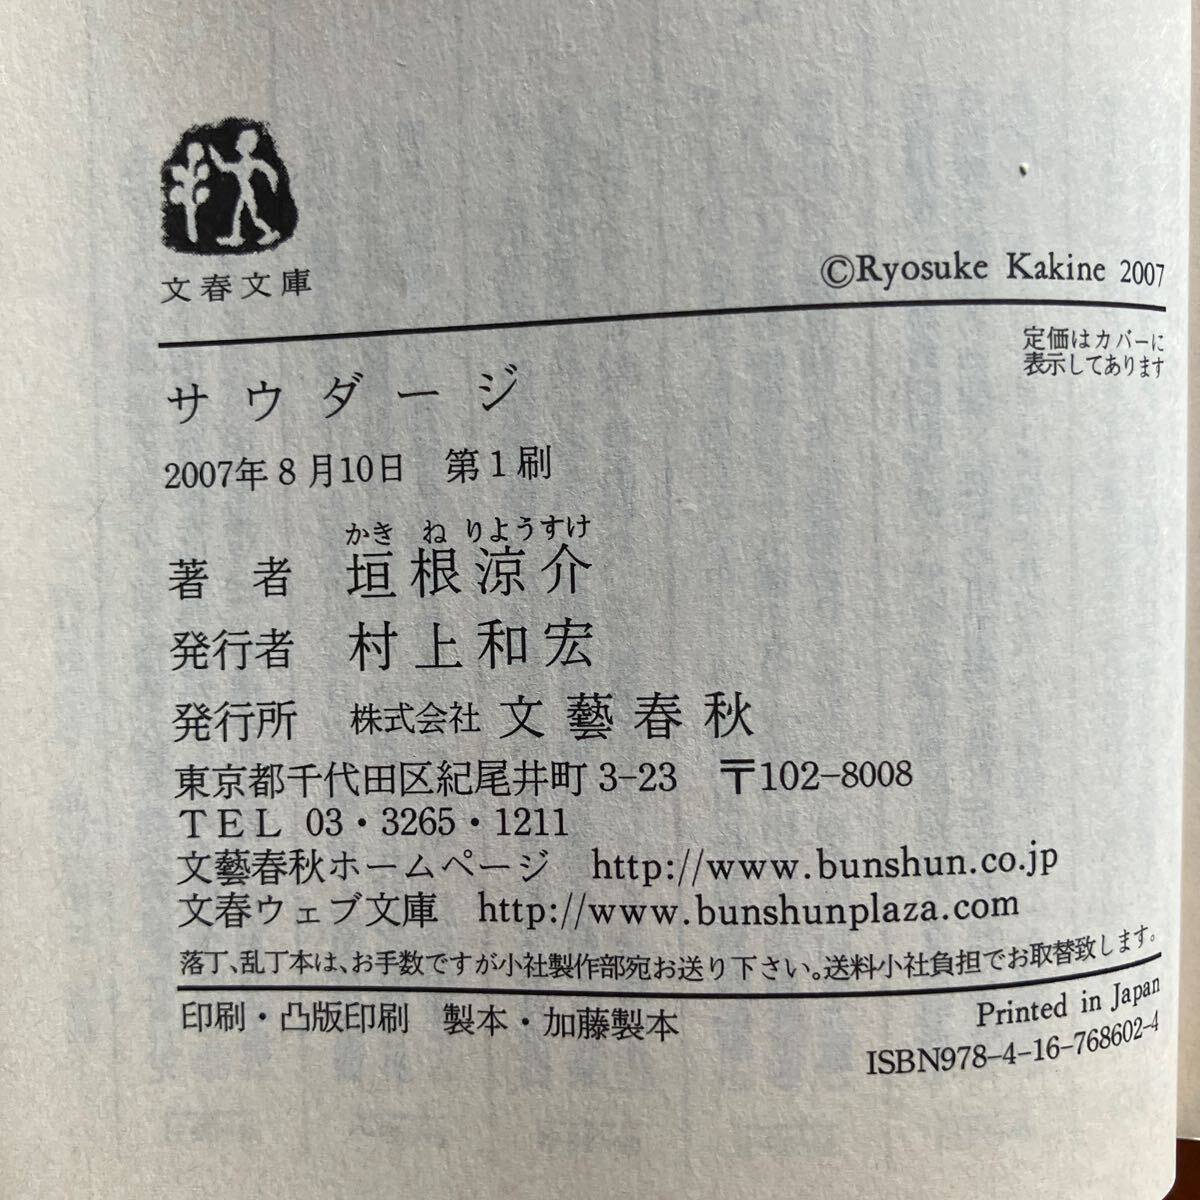 文春文庫
©Ryosuke Kakine 2007
定価はカバーに
表示してあります
サウダージ
2007年8月10日 第1刷
かき ね りようすけ
著者 垣根涼介
発行者 村上和宏
発行所 株式会社 文藝春秋
東京都千代田区紀尾井町3-23 〒102-8008
TEL 03・3265・1211
文藝春秋ホームページ http://www.bunshun.co.jp
文春ウェブ文庫 http://www.bunshunplaza.com
落丁、乱丁本は、お手数ですが小社製作部宛お送り下さい。送料小社負担でお取替致します。
印刷・凸版印刷 製本・加藤製本
Printed in Japan
ISBN978-4-16-768602-4